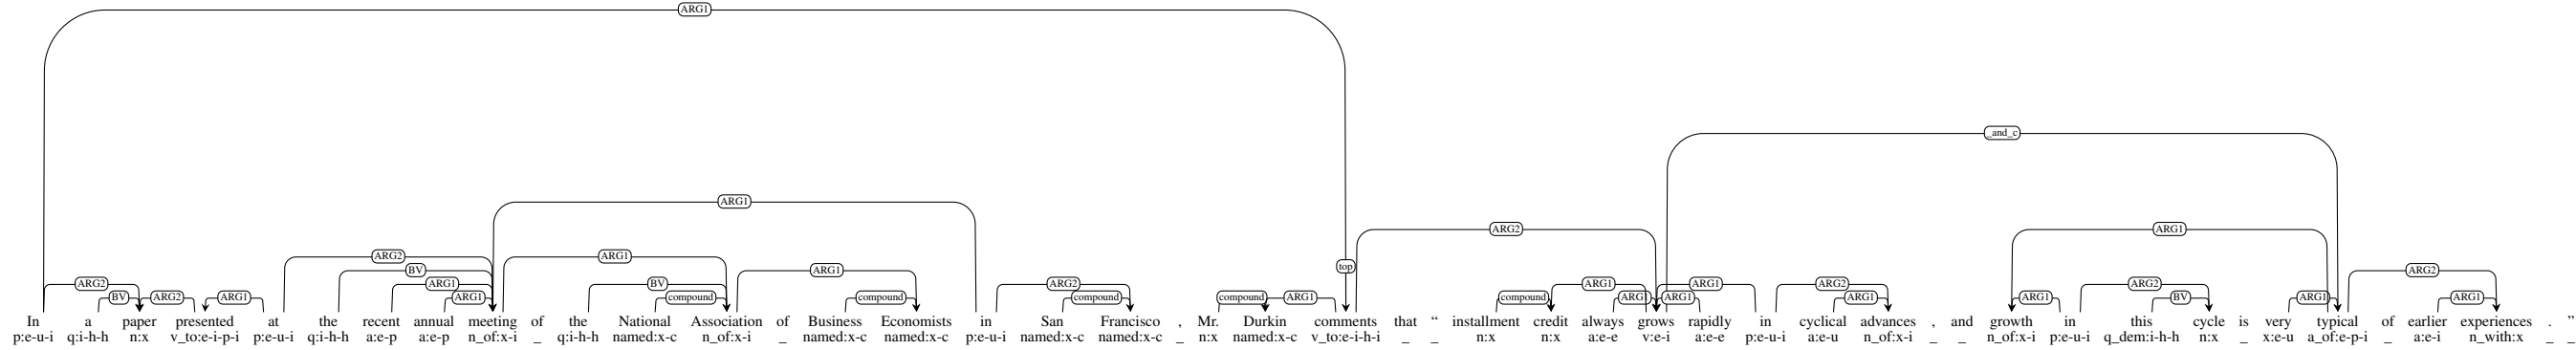 ARG1
_and_c
ARG1
ARG2 ARG1
ARG2 ARG1
BV ARG1 top ARG2
ARG2 BV ARG2 ARG1 ARG1 BV ARG2 ARG1 ARG1 ARG2 ARG2
BV ARG1 compound compound compound compound ARG1 compound ARG1 ARG1 ARG1 ARG1 BV ARG1 ARG1
In a paper presented at the recent annual meeting of the National Association of Business Economists in San Francisco , Mr. Durkin comments that “ installment credit always grows rapidly in cyclical advances , and growth in this cycle is very typical of earlier experiences . ”
p:e-u-i q:i-h-h n:x v_to:e-i-p-i p:e-u-i q:i-h-h a:e-p a:e-p n_of:x-i _ q:i-h-h named:x-c n_of:x-i _ named:x-c named:x-c p:e-u-i named:x-c named:x-c _ n:x named:x-c v_to:e-i-h-i _ _ n:x n:x a:e-e v:e-i a:e-e p:e-u-i a:e-u n_of:x-i _ _ n_of:x-i p:e-u-i q_dem:i-h-h n:x _ x:e-u a_of:e-p-i _ a:e-i n_with:x _ _